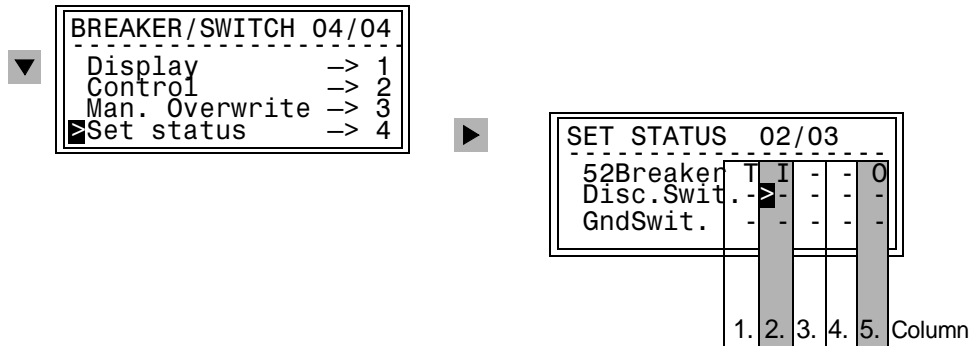 BREAKER/SWITCH 04/04
- - - - - - - - - - - - - - - - - - - - - -
Display –> 1
Control –> 2
Man. Overwrite –> 3
>Set status –> 4
SET STATUS 02/03
- - - - - - - - - - - - - - - - - - - -
52Breaker T I - - O
Disc.Swit. - >- - - -
GndSwit. - - - - -
1. 2. 3. 4. 5. Column